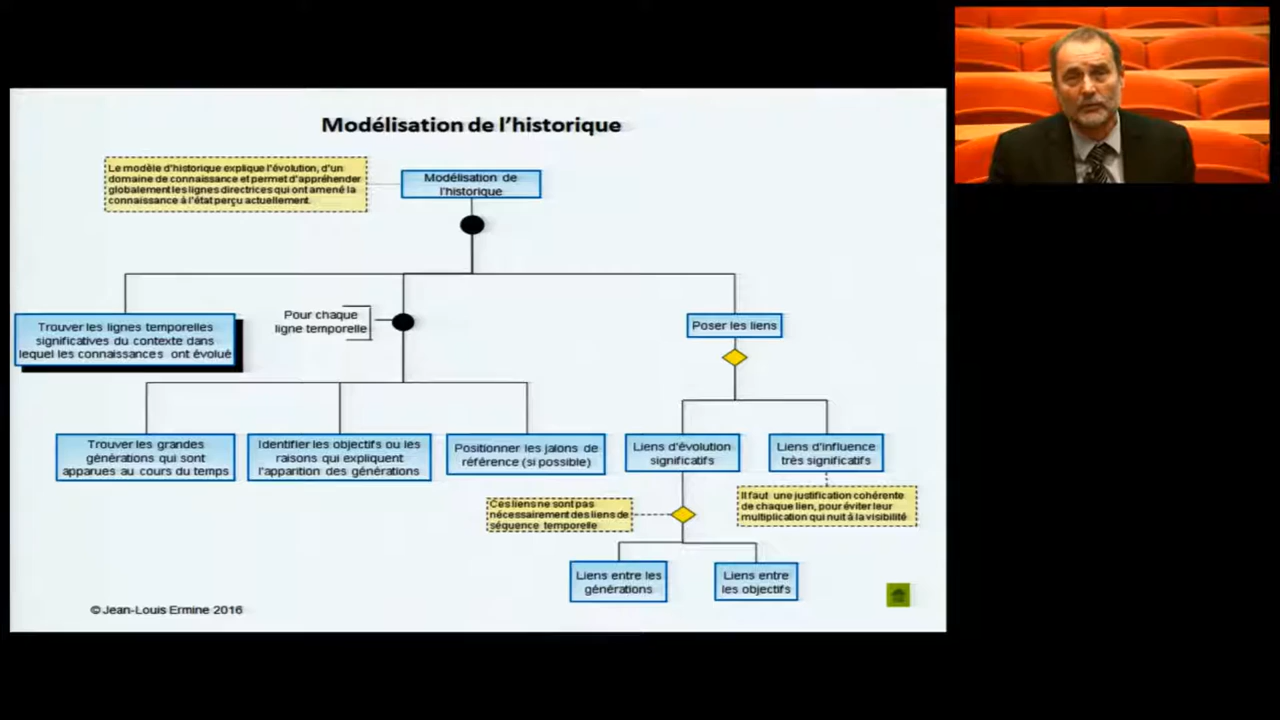 Modélisation de l'historique
Le modèle d'historique explique l'évolution, d'un
domaine de connaissance et permet d'appréhender
globalement les lignes directrices qui ont amené la
connaissance à l'état perçu actuellement.
Modélisation de
l'historique
Trouver les lignes temporelles
significatives du contexte dans
lequel les connaissances ont évolué
Pour chaque
ligne temporelle
Poser les liens
Trouver les grandes
générations qui sont
apparues au cours du temps
Identifier les objectifs ou les
raisons qui expliquent
l'apparition des générations
Positionner les jalons de
référence (si possible)
Liens d'évolution
significatifs
Liens d'influence
très significatifs
Ces liens ne sont pas
nécessairement des liens de
séquence temporelle
Il faut une justification cohérente
de chaque lien, pour éviter leur
multiplication qui nuit à la visibilité
Liens entre les
générations
Liens entre
les objectifs
© Jean-Louis Ermine 2016